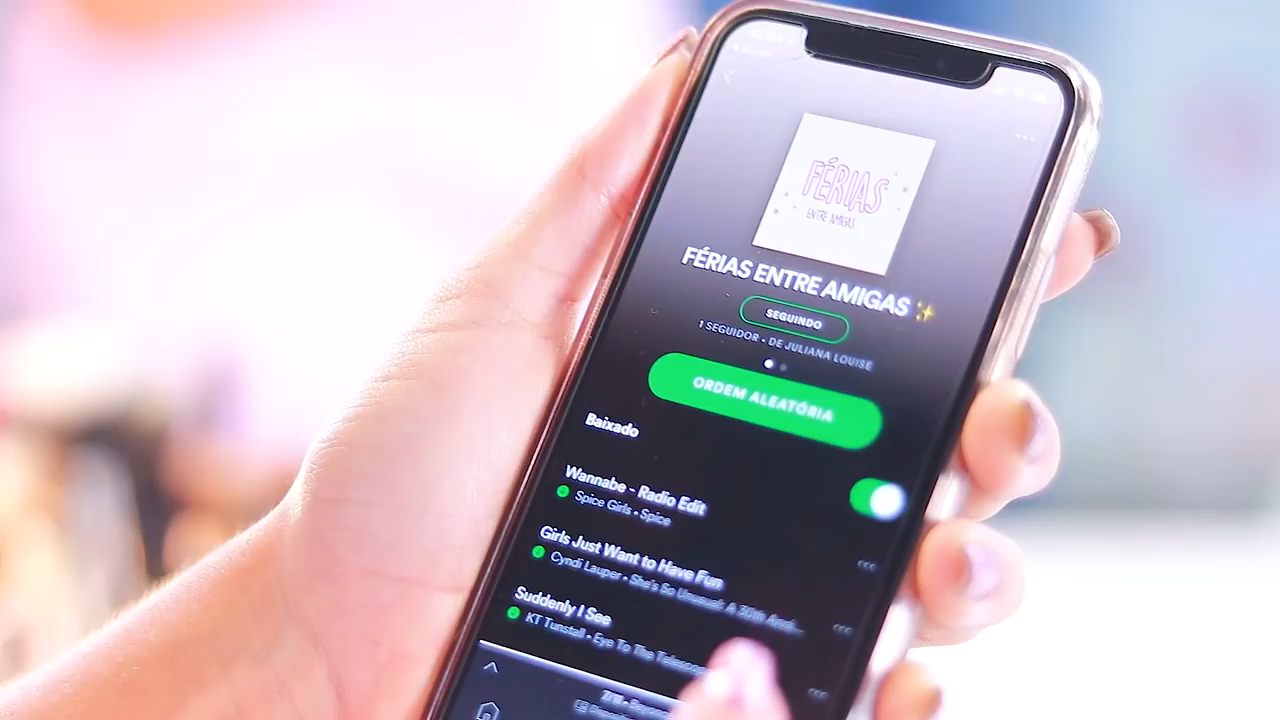 FÉRIAS
ENTRE AMIGAS
FÉRIAS ENTRE AMIGAS ✨
SEGUINDO
1 SEGUIDOR • DE JULIANA LOUISE
ORDEM ALEATÓRIA
Baixado
Wannabe - Radio Edit
Spice Girls • Spice
Girls Just Want to Have Fun
Cyndi Lauper • She's So Unusual: A 30th Anni...
Suddenly I See
KT Tunstall • Eye To The Telescope